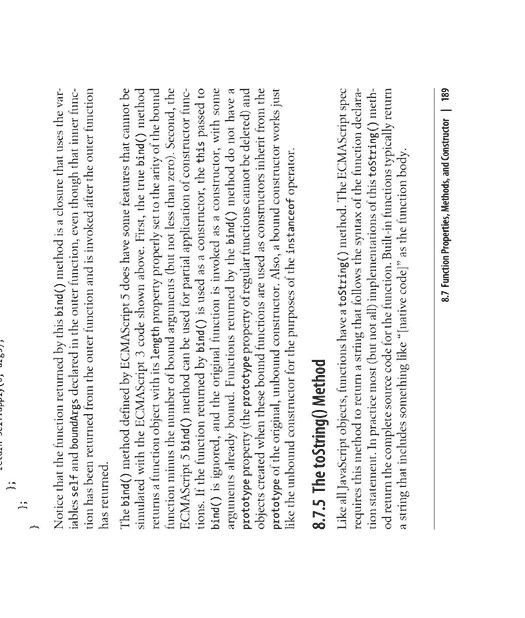 };
};
}
Notice that the function returned by this bind() method is a closure that uses the var-
iables self and boundArgs declared in the outer function, even though that inner func-
tion has been returned from the outer function and is invoked after the outer function
has returned.
The bind() method defined by ECMAScript 5 does have some features that cannot be
simulated with the ECMAScript 3 code shown above. First, the true bind() method
returns a function object with its length property properly set to the arity of the bound
function minus the number of bound arguments (but not less than zero). Second, the
ECMAScript 5 bind() method can be used for partial application of constructor func-
tions. If the function returned by bind() is used as a constructor, the this passed to
bind() is ignored, and the original function is invoked as a constructor, with some
arguments already bound. Functions returned by the bind() method do not have a
prototype property (the prototype property of regular functions cannot be deleted) and
objects created when these bound functions are used as constructors inherit from the
prototype of the original, unbound constructor. Also, a bound constructor works just
like the unbound constructor for the purposes of the instanceof operator.
8.7.5 The toString() Method
Like all JavaScript objects, functions have a toString() method. The ECMAScript spec
requires this method to return a string that follows the syntax of the function declara-
tion statement. In practice most (but not all) implementations of this toString() meth-
od return the complete source code for the function. Built-in functions typically return
a string that includes something like “[native code]” as the function body.
8.7 Function Properties, Methods, and Constructor | 189